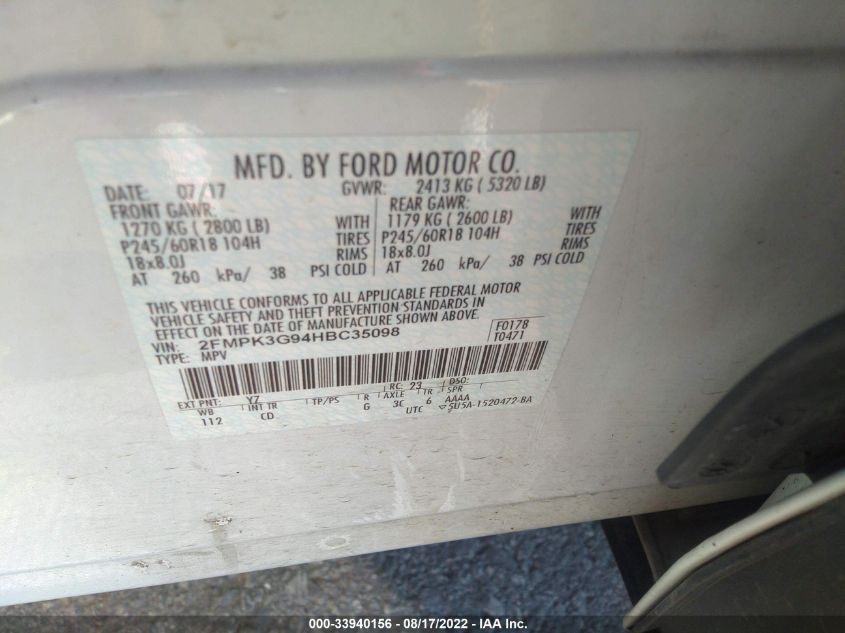 MFD. BY FORD MOTOR CO.
DATE: 07/17 GVWR: 2413 KG ( 5320 LB)
FRONT GAWR: REAR GAWR:
1270 KG ( 2800 LB) WITH 1179 KG ( 2600 LB) WITH
P245/60R18 104H TIRES P245/60R18 104H TIRES
18x8.0J RIMS 18x8.0J RIMS
AT 260 kPa/ 38 PSI COLD AT 260 kPa/ 38 PSI COLD
THIS VEHICLE CONFORMS TO ALL APPLICABLE FEDERAL MOTOR
VEHICLE SAFETY AND THEFT PREVENTION STANDARDS IN
EFFECT ON THE DATE OF MANUFACTURE SHOWN ABOVE.
VIN: 2FMPK3G94HBC35098 F0178
TYPE: MPV T0471
EXT PNT: YZ RC: 23 DSO:
WB INT TR TP/PS R AXLE TR SPR
112 CD G 3C 6 AAAA
UTC 5U5A-1520472-BA
000-33940156 - 08/17/2022 - IAA Inc.